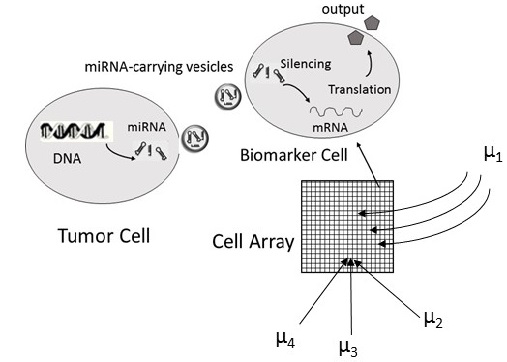 output
miRNA-carrying vesicles
Silencing
Translation
mRNA
miRNA
DNA
Biomarker Cell
Tumor Cell
Cell Array
μ1
μ2
μ3
μ4